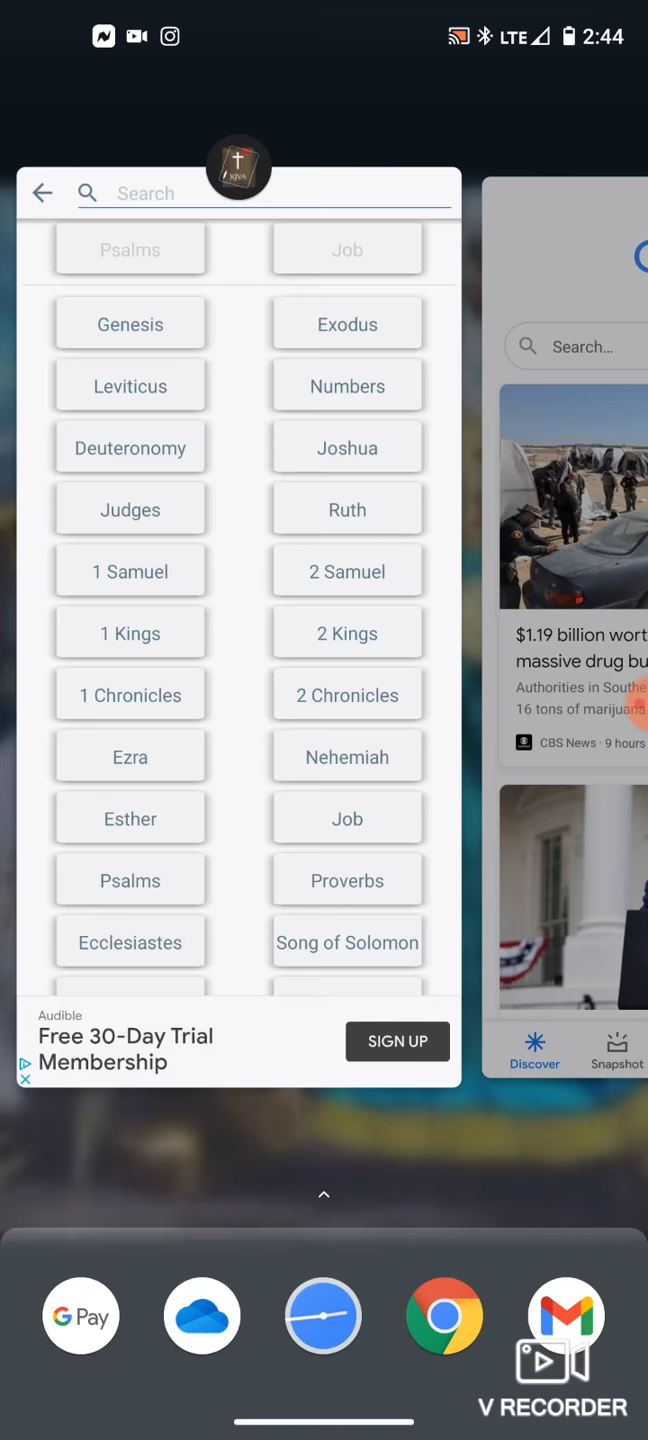 LTE 2:44
KJVA
Search
Psalms Job
Genesis Exodus
Leviticus Numbers
Deuteronomy Joshua
Judges Ruth
1 Samuel 2 Samuel
1 Kings 2 Kings
1 Chronicles 2 Chronicles
Ezra Nehemiah
Esther Job
Psalms Proverbs
Ecclesiastes Song of Solomon
Audible
Free 30-Day Trial
Membership
SIGN UP
Search...
$1.19 billion wort
massive drug bu
Authorities in Southe
16 tons of marijuana
CBS News · 9 hours
Discover Snapshot
G Pay
V RECORDER